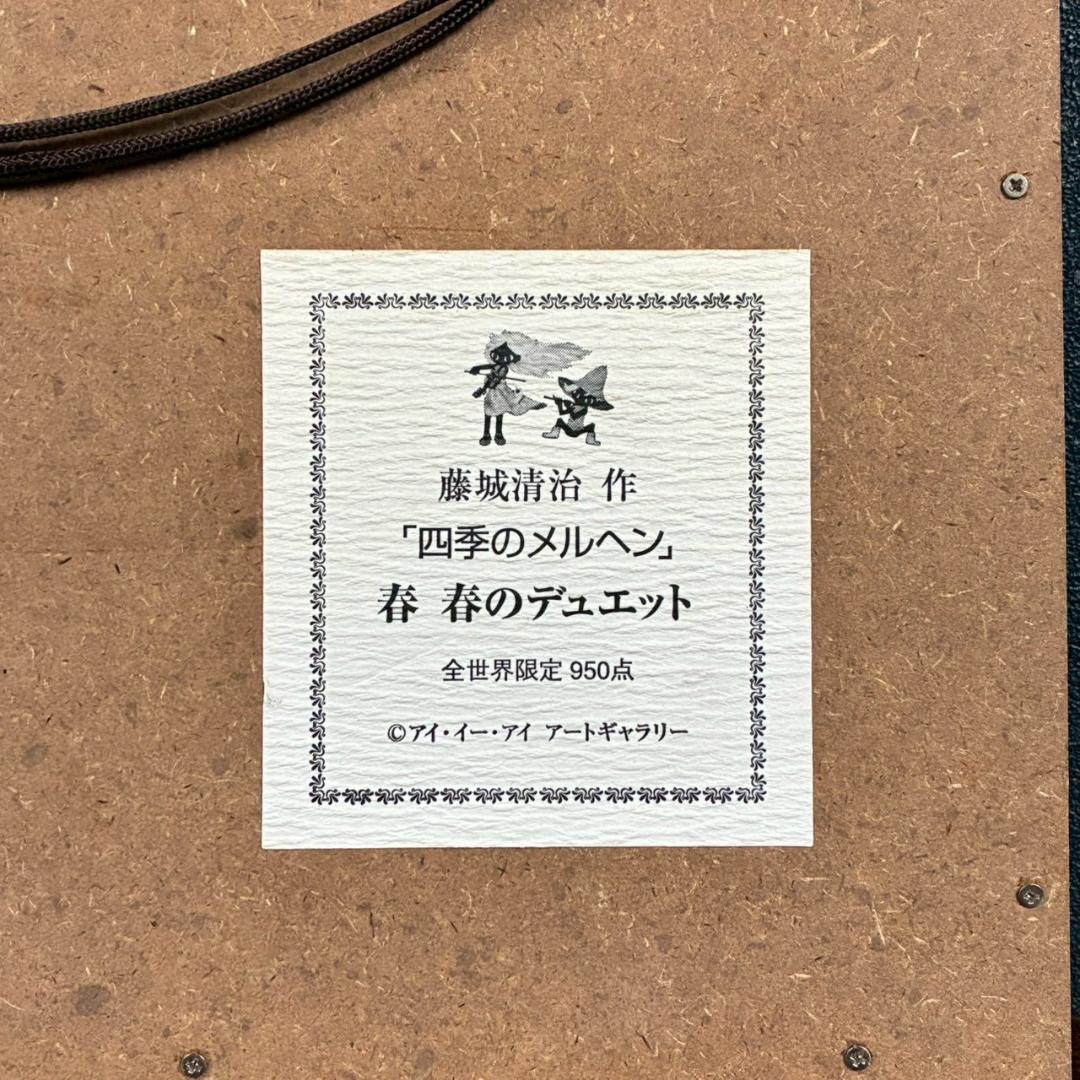 藤城清治 作
「四季のメルヘン」
春 春のデュエット
全世界限定 950点
©アイ・イー・アイ アートギャラリー